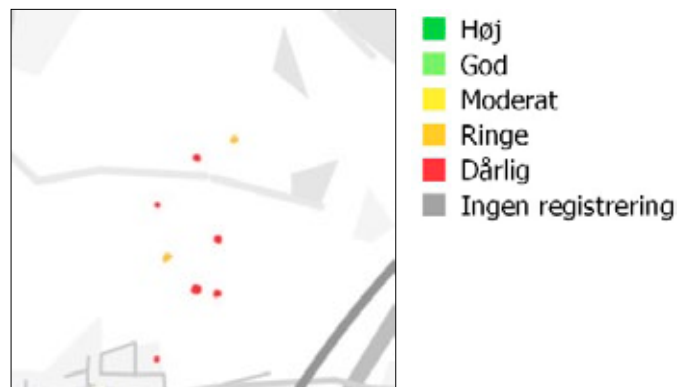 Høj
God
Moderat
Ringe
Dårlig
Ingen registrering